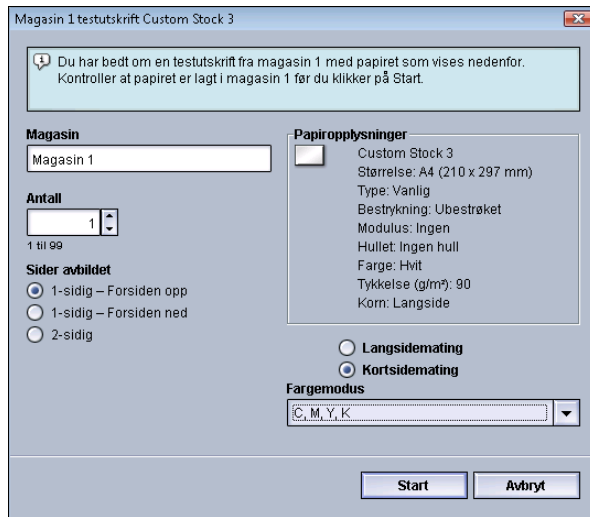 Magasin 1 testutskrift Custom Stock 3
Du har bedt om en testutskrift fra magasin 1 med papiret som vises nedenfor.
Kontroller at papiret er lagt i magasin 1 før du klikker på Start.
Magasin
Magasin 1
Antall
1
1 til 99
Sider avbildet
1-sidig – Forsiden opp
1-sidig – Forsiden ned
2-sidig
Papiropplysninger
Custom Stock 3
Størrelse: A4 (210 x 297 mm)
Type: Vanlig
Bestrykning: Ubestrøket
Modulus: Ingen
Hullet: Ingen hull
Farge: Hvit
Tykkelse (g/m²): 90
Korn: Langside
Langsidemating
Kortsidemating
Fargemodus
C, M, Y, K
Start
Avbryt